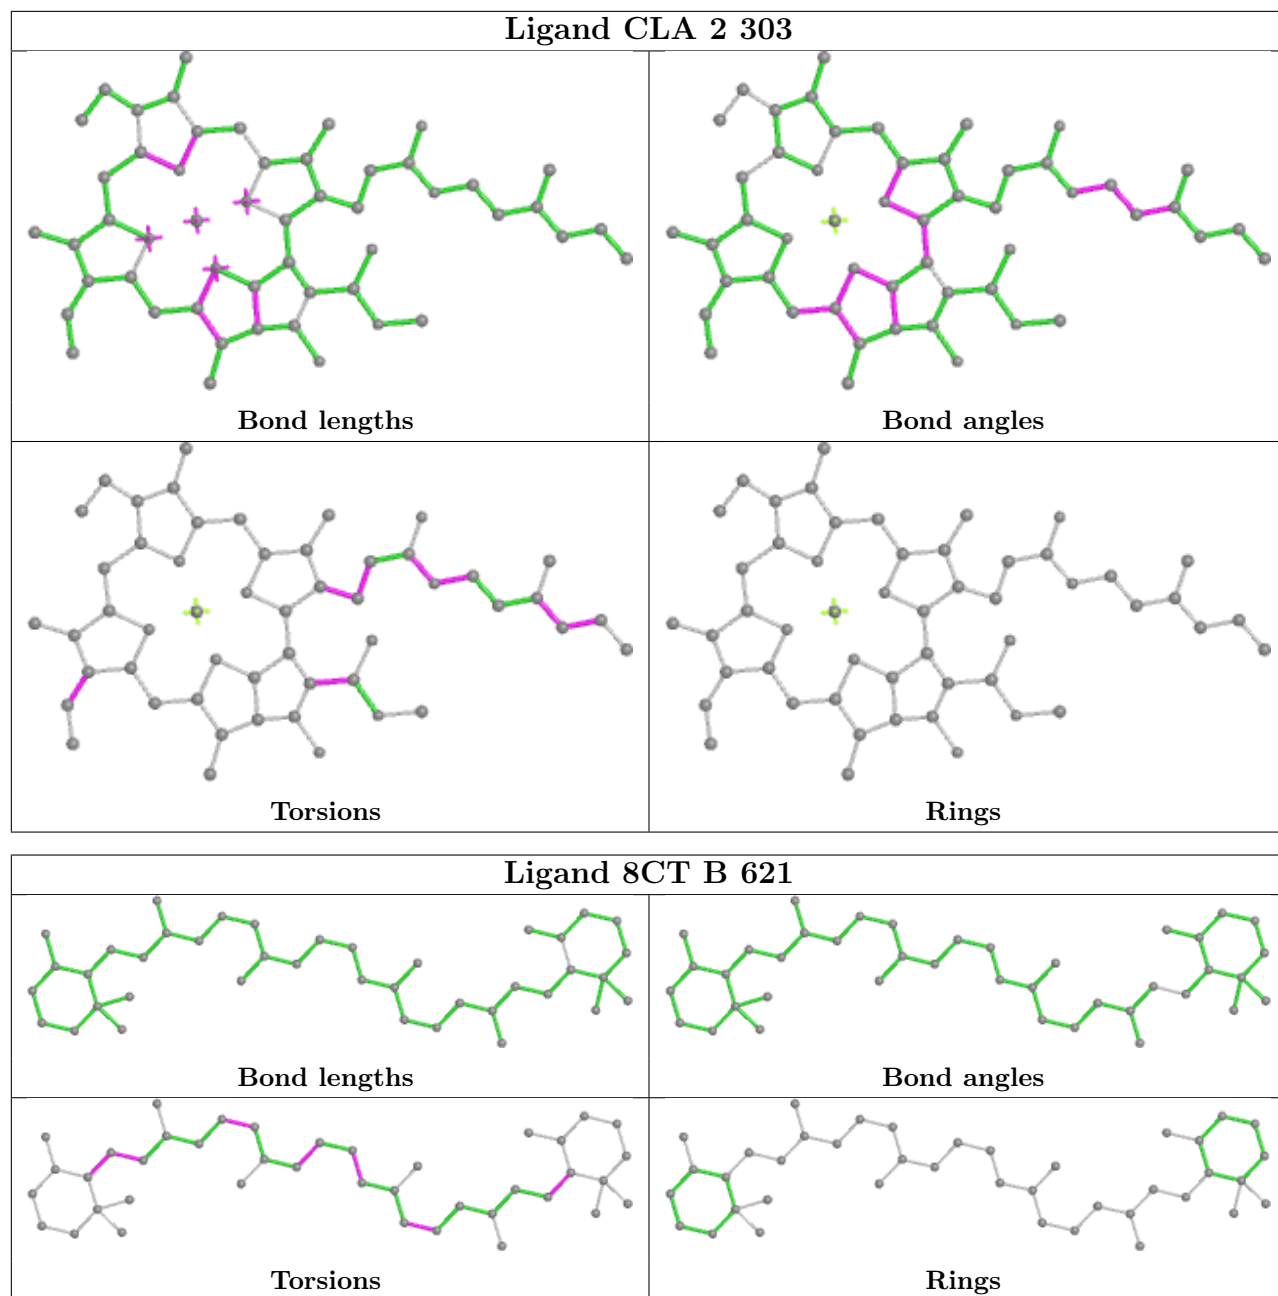 Ligand CLA 2 303
Bond lengths
Bond angles
Torsions
Rings
Ligand 8CT B 621
Bond lengths
Bond angles
Torsions
Rings